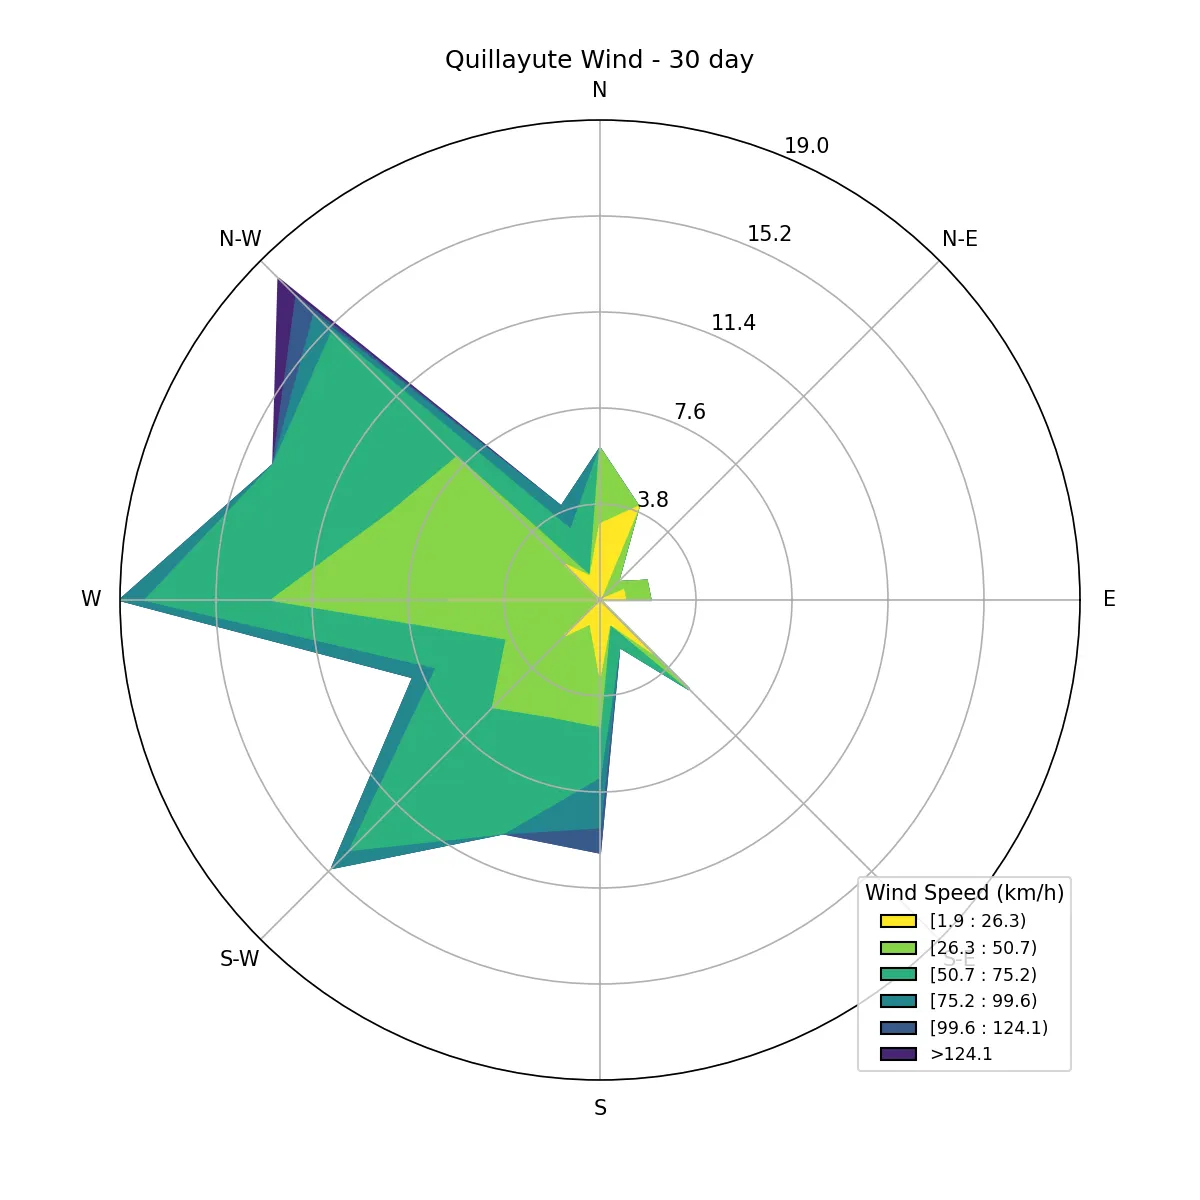 Quillayute Wind - 30 day
N
19.0
15.2
N-W
N-E
11.4
7.6
3.8
W
E
S-W
S-E
S
Wind Speed (km/h)
[1.9 : 26.3)
[26.3 : 50.7)
[50.7 : 75.2)
[75.2 : 99.6)
[99.6 : 124.1)
>124.1